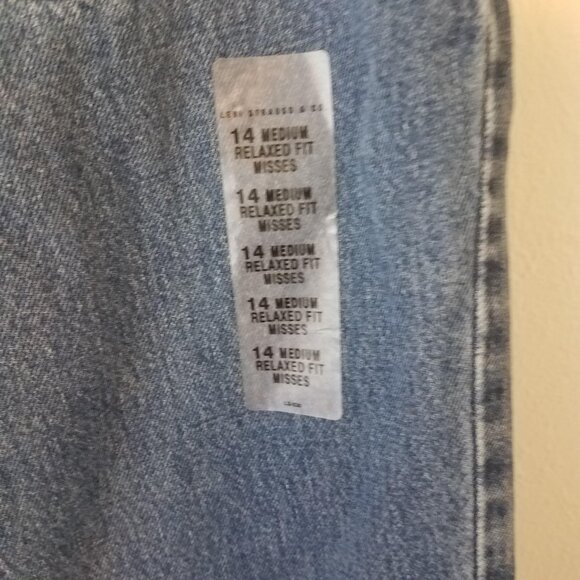 LEVI STRAUSS & CO
14 MEDIUM
RELAXED FIT
MISSES
14 MEDIUM
RELAXED FIT
MISSES
14 MEDIUM
RELAXED FIT
MISSES
14 MEDIUM
RELAXED FIT
MISSES
14 MEDIUM
RELAXED FIT
MISSES